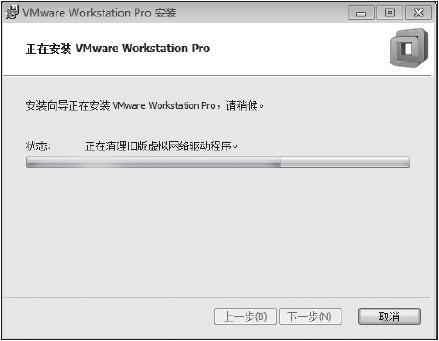 VMware Workstation Pro 安装
正在安装 VMware Workstation Pro
安装向导正在安装 VMware Workstation Pro，请稍候。
状态: 正在清理旧版虚拟网络驱动程序。
上一步(B) 下一步(N) 取消